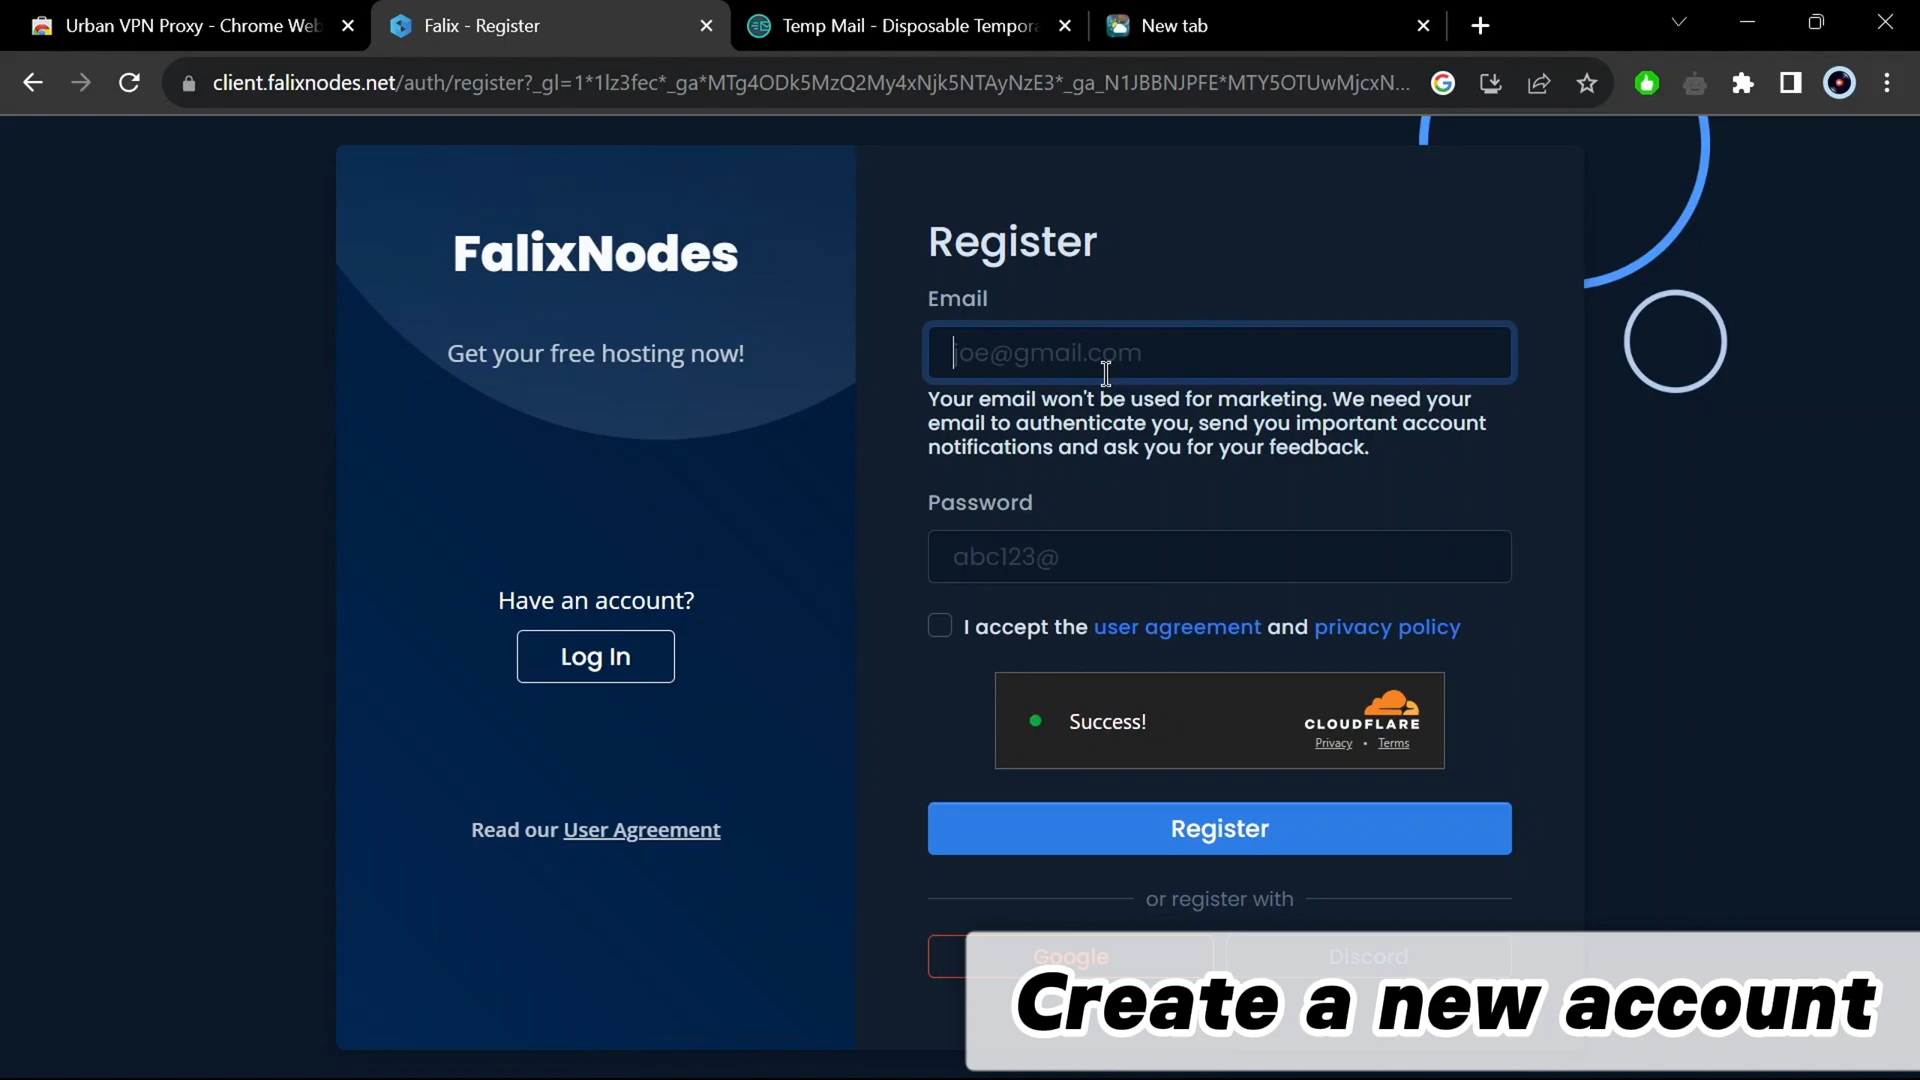 Urban VPN Proxy - Chrome Web
Falix - Register
Temp Mail - Disposable Tempora
New tab
client.falixnodes.net/auth/register?_gl=1*1lz3fec*_ga*MTg4ODk5MzQ2My4xNjk5NTAyNzE3*_ga_N1JBBNJPFE*MTY5OTUwMjcxN...
FalixNodes
Get your free hosting now!
Have an account?
Log In
Read our User Agreement
Register
Email
joe@gmail.com
Your email won't be used for marketing. We need your
email to authenticate you, send you important account
notifications and ask you for your feedback.
Password
abc123@
I accept the user agreement and privacy policy
Success!
CLOUDFLARE
Privacy • Terms
Register
or register with
Google
Discord
Create a new account